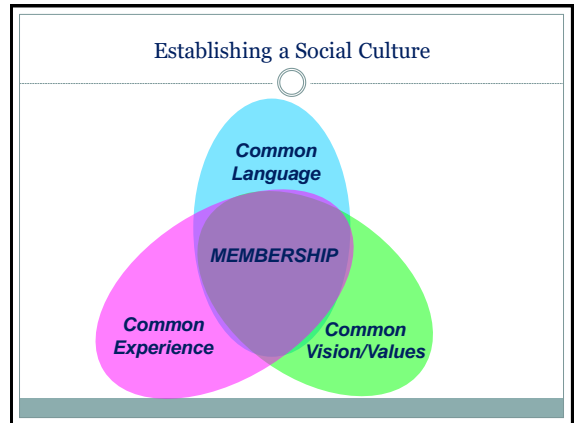 Establishing a Social Culture
Common
Language
MEMBERSHIP
Common
Experience
Common
Vision/Values